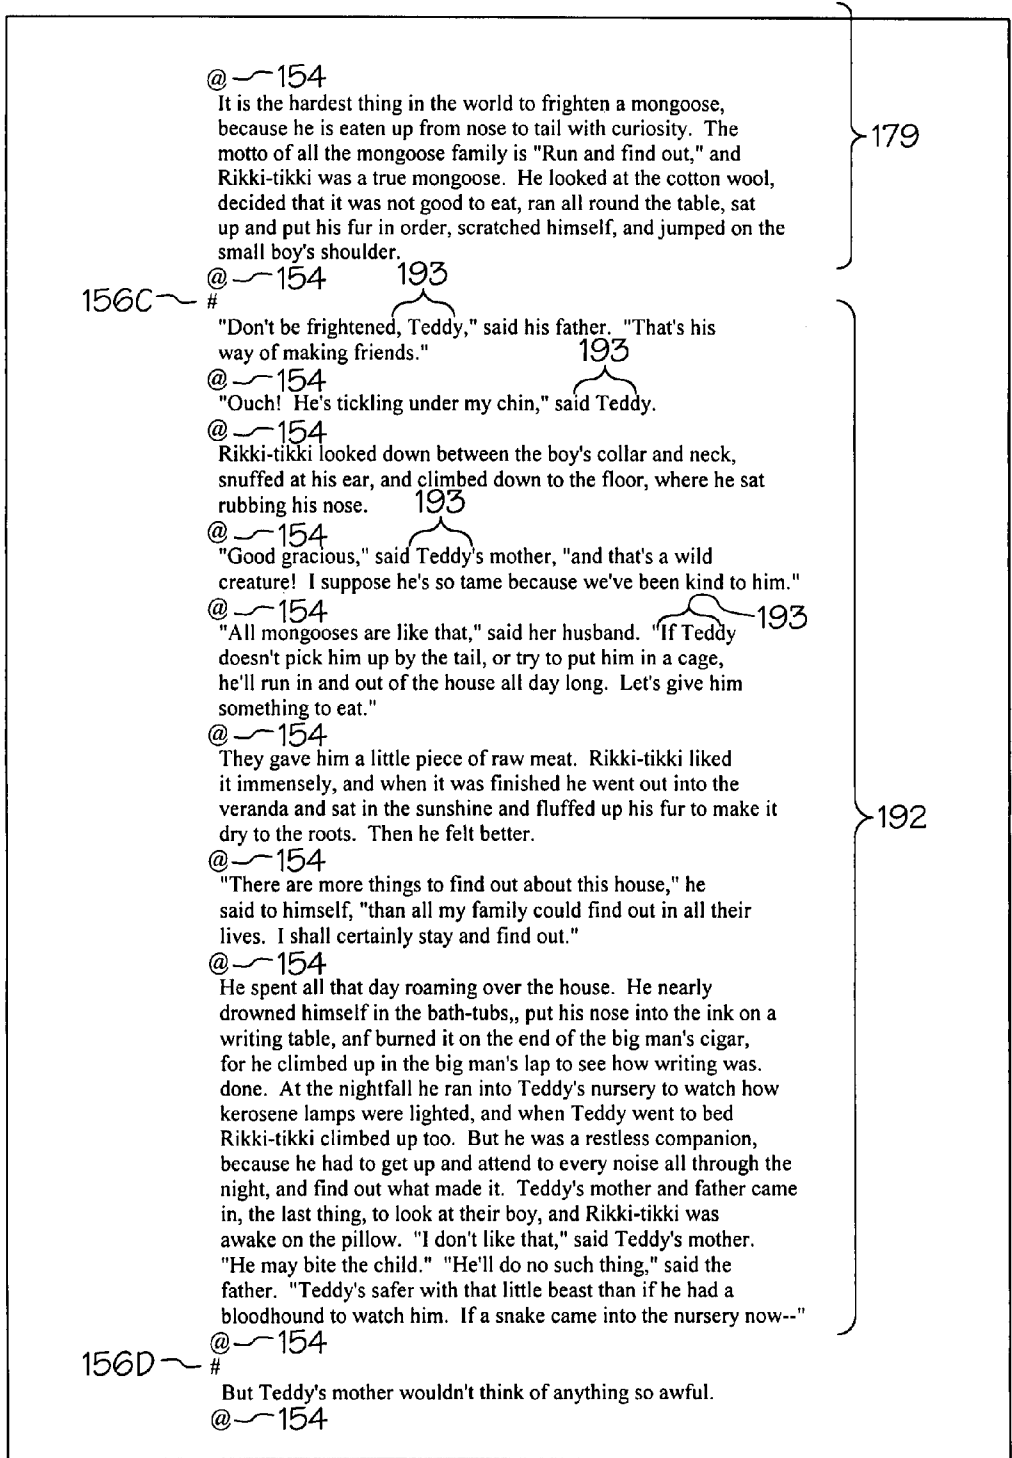 @ 154
It is the hardest thing in the world to frighten a mongoose,
because he is eaten up from nose to tail with curiosity. The
motto of all the mongoose family is "Run and find out," and
Rikki-tikki was a true mongoose. He looked at the cotton wool,
decided that it was not good to eat, ran all round the table, sat
up and put his fur in order, scratched himself, and jumped on the
small boy's shoulder.
179
@ 154 193
156C #
"Don't be frightened, Teddy," said his father. "That's his
way of making friends." 193
@ 154
"Ouch! He's tickling under my chin," said Teddy.
@ 154
Rikki-tikki looked down between the boy's collar and neck,
snuffed at his ear, and climbed down to the floor, where he sat
rubbing his nose. 193
@ 154
"Good gracious," said Teddy's mother, "and that's a wild
creature! I suppose he's so tame because we've been kind to him."
@ 154 193
"All mongooses are like that," said her husband. "If Teddy
doesn't pick him up by the tail, or try to put him in a cage,
he'll run in and out of the house all day long. Let's give him
something to eat."
@ 154
They gave him a little piece of raw meat. Rikki-tikki liked
it immensely, and when it was finished he went out into the
veranda and sat in the sunshine and fluffed up his fur to make it
dry to the roots. Then he felt better.
192
@ 154
"There are more things to find out about this house," he
said to himself, "than all my family could find out in all their
lives. I shall certainly stay and find out."
@ 154
He spent all that day roaming over the house. He nearly
drowned himself in the bath-tubs,, put his nose into the ink on a
writing table, anf burned it on the end of the big man's cigar,
for he climbed up in the big man's lap to see how writing was.
done. At the nightfall he ran into Teddy's nursery to watch how
kerosene lamps were lighted, and when Teddy went to bed
Rikki-tikki climbed up too. But he was a restless companion,
because he had to get up and attend to every noise all through the
night, and find out what made it. Teddy's mother and father came
in, the last thing, to look at their boy, and Rikki-tikki was
awake on the pillow. "I don't like that," said Teddy's mother.
"He may bite the child." "He'll do no such thing," said the
father. "Teddy's safer with that little beast than if he had a
bloodhound to watch him. If a snake came into the nursery now--"
@ 154
156D #
But Teddy's mother wouldn't think of anything so awful.
@ 154